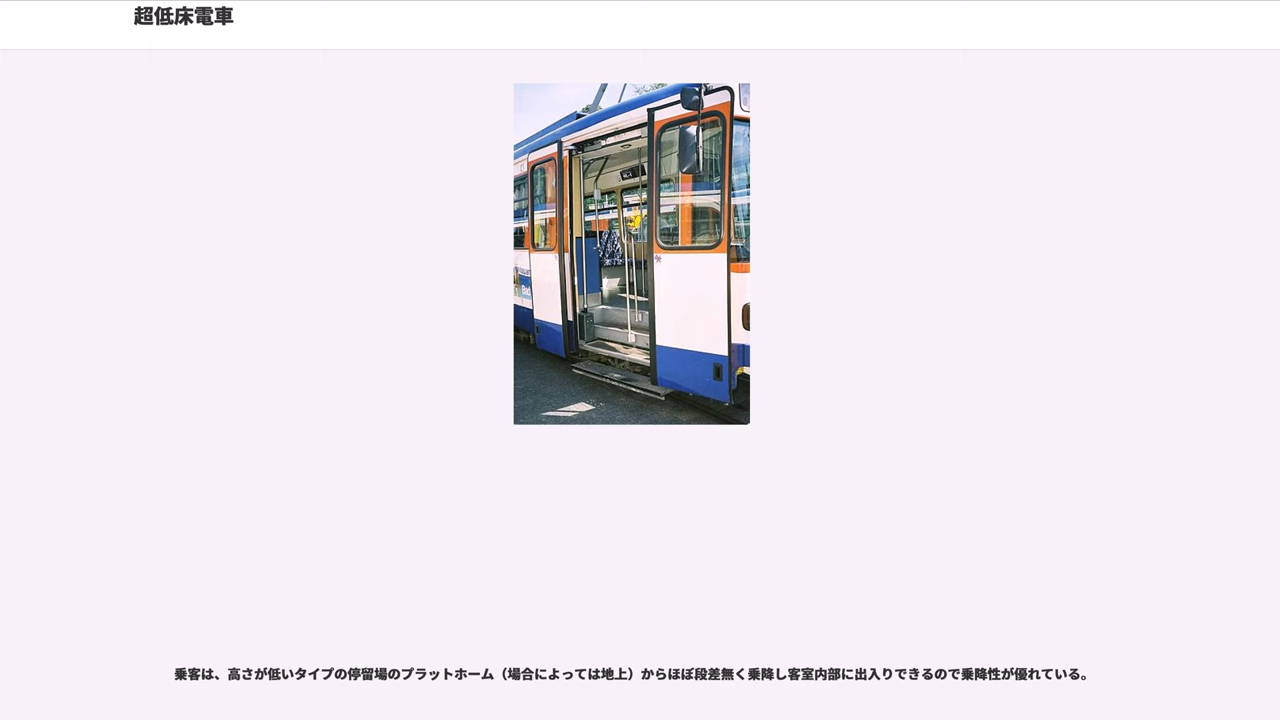 超低床電車
乗客は、高さが低いタイプの停留場のプラットホーム（場合によっては地上）からほぼ段差無く乗降し客室内部に出入りできるので乗降性が優れている。